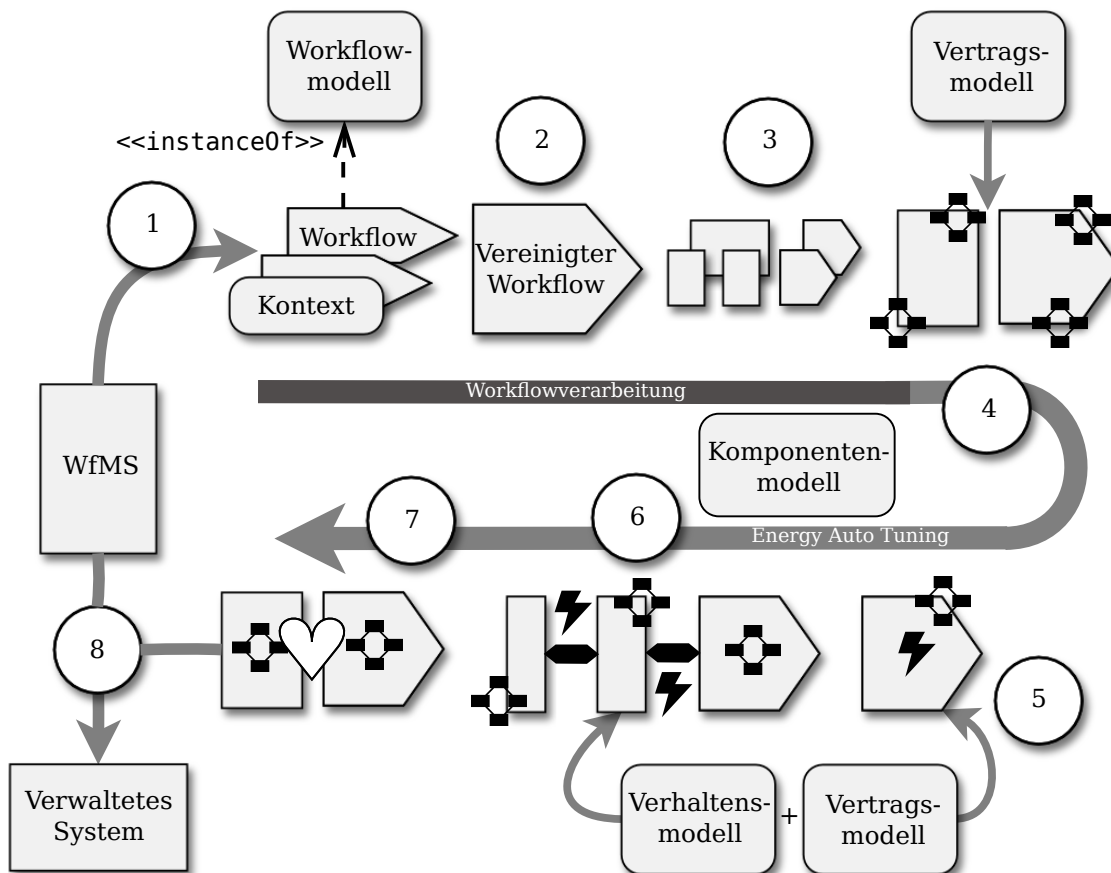 Workflow-
modell
Vertrags-
modell
<<instanceOf>>
1
2
3
Workflow
Kontext
Vereinigter
Workflow
Workflowverarbeitung
4
WfMS
Komponenten-
modell
7
6
Energy Auto Tuning
8
5
Verwaltetes
System
Verhaltens-
modell
+
Vertrags-
modell